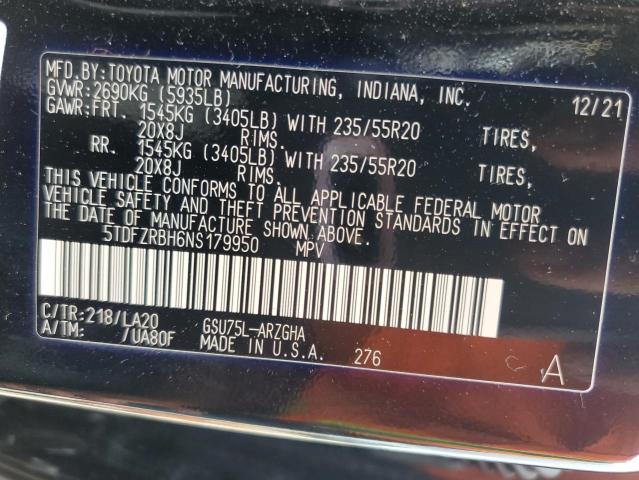 MFD.BY:TOYOTA MOTOR MANUFACTURING, INDIANA, INC. 12/21
GVWR:2690KG (5935LB)
GAWR:FRT. 1545KG (3405LB) WITH 235/55R20 TIRES,
20X8J RIMS.
RR. 1545KG (3405LB) WITH 235/55R20 TIRES,
20X8J RIMS.
THIS VEHICLE CONFORMS TO ALL APPLICABLE FEDERAL MOTOR
VEHICLE SAFETY AND THEFT PREVENTION STANDARDS IN EFFECT ON
THE DATE OF MANUFACTURE SHOWN ABOVE.
5TDFZRBH6NS179950 MPV
C/TR:218/LA20 GSU75L-ARZGHA
A/TM: /UA80F MADE IN U.S.A. 276 C A